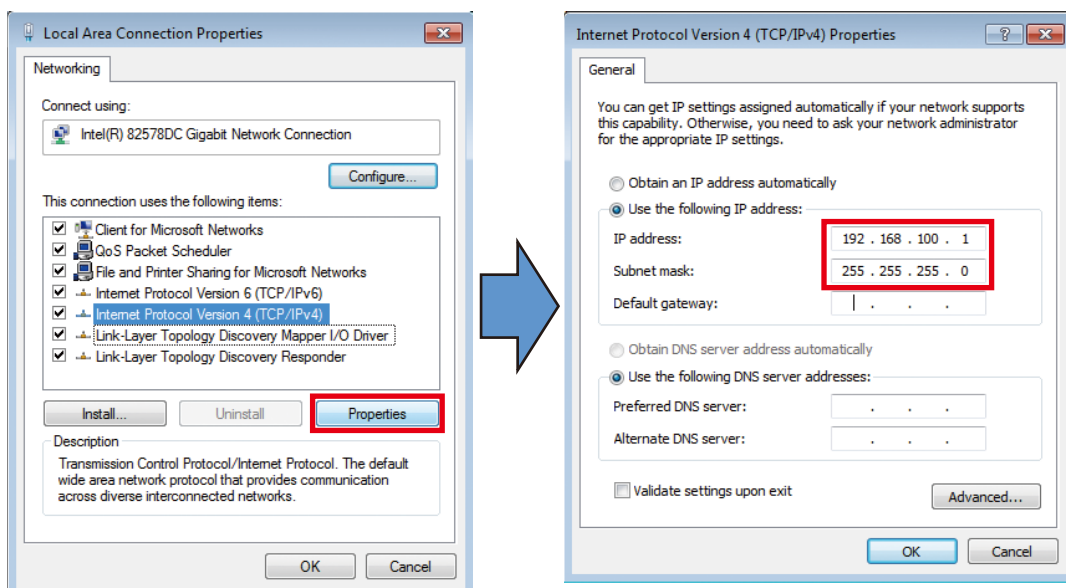 Local Area Connection Properties
Networking
Connect using:
Intel(R) 82578DC Gigabit Network Connection
Configure...
This connection uses the following items:
Client for Microsoft Networks
QoS Packet Scheduler
File and Printer Sharing for Microsoft Networks
Internet Protocol Version 6 (TCP/IPv6)
Internet Protocol Version 4 (TCP/IPv4)
Link-Layer Topology Discovery Mapper I/O Driver
Link-Layer Topology Discovery Responder
Install... Uninstall Properties
Description
Transmission Control Protocol/Internet Protocol. The default
wide area network protocol that provides communication
across diverse interconnected networks.
OK Cancel
Internet Protocol Version 4 (TCP/IPv4) Properties
General
You can get IP settings assigned automatically if your network supports
this capability. Otherwise, you need to ask your network administrator
for the appropriate IP settings.
Obtain an IP address automatically
Use the following IP address:
IP address: 192 . 168 . 100 . 1
Subnet mask: 255 . 255 . 255 . 0
Default gateway: . . .
Obtain DNS server address automatically
Use the following DNS server addresses:
Preferred DNS server: . . .
Alternate DNS server: . . .
Validate settings upon exit
Advanced...
OK Cancel